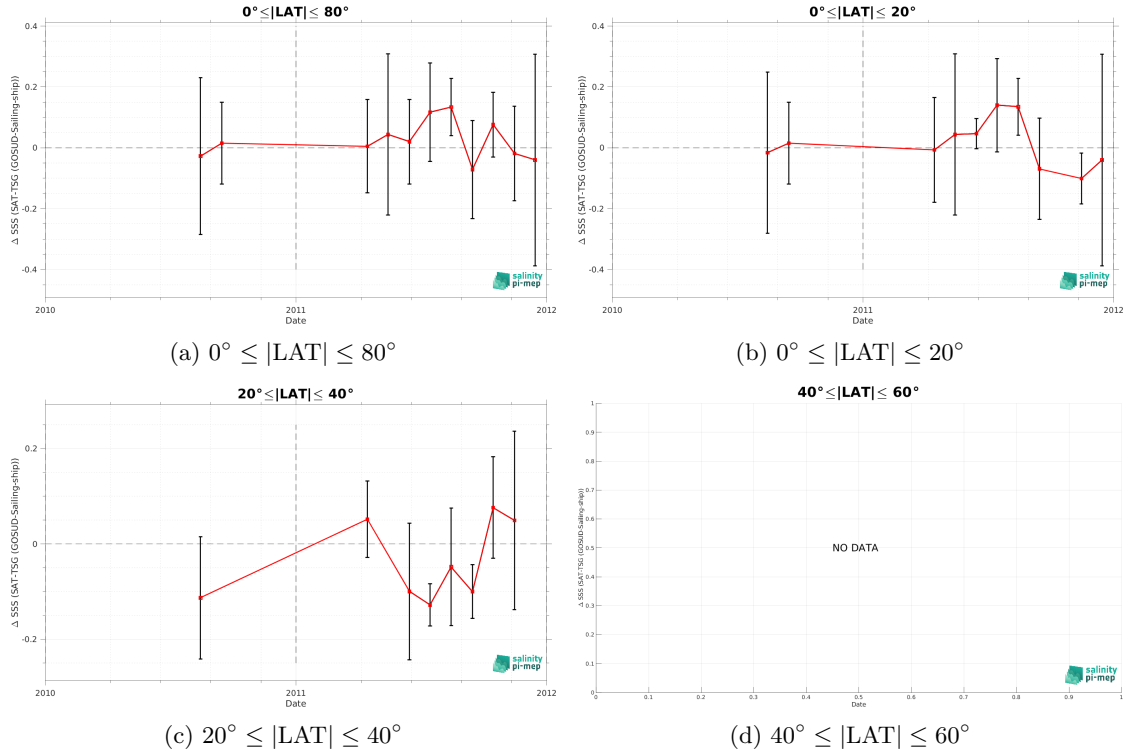 0°≤|LAT|≤ 80°
0.4
0.2
0
-0.2
-0.4
Δ SSS (SAT-TSG (GOSUD-Sailing-ship))
salinity
pi-mep
2010
2011
2012
Date
(a) 0° ≤ |LAT| ≤ 80°
0°≤|LAT|≤ 20°
0.4
0.2
0
-0.2
-0.4
Δ SSS (SAT-TSG (GOSUD-Sailing-ship))
salinity
pi-mep
2010
2011
2012
Date
(b) 0° ≤ |LAT| ≤ 20°
20°≤|LAT|≤ 40°
0.2
0
-0.2
Δ SSS (SAT-TSG (GOSUD-Sailing-ship))
salinity
pi-mep
2010
2011
2012
Date
(c) 20° ≤ |LAT| ≤ 40°
40°≤|LAT|≤ 60°
1
0.9
0.8
0.7
0.6
0.5
0.4
0.3
0.2
0.1
0
Δ SSS (SAT-TSG (GOSUD-Sailing-ship))
NO DATA
salinity
pi-mep
0 0.1 0.2 0.3 0.4 0.5 0.6 0.7 0.8 0.9 1
Date
(d) 40° ≤ |LAT| ≤ 60°